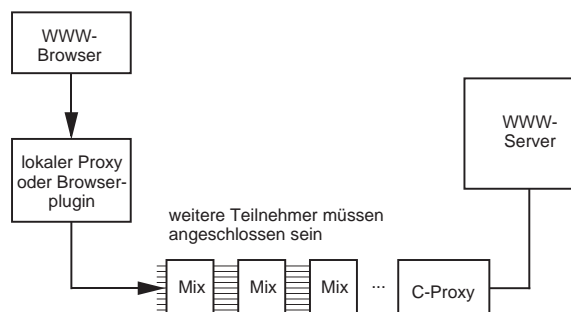 WWW-
Browser
WWW-
Server
lokaler Proxy
oder Browser-
plugin
weitere Teilnehmer müssen
angeschlossen sein
Mix
Mix
Mix
...
C-Proxy